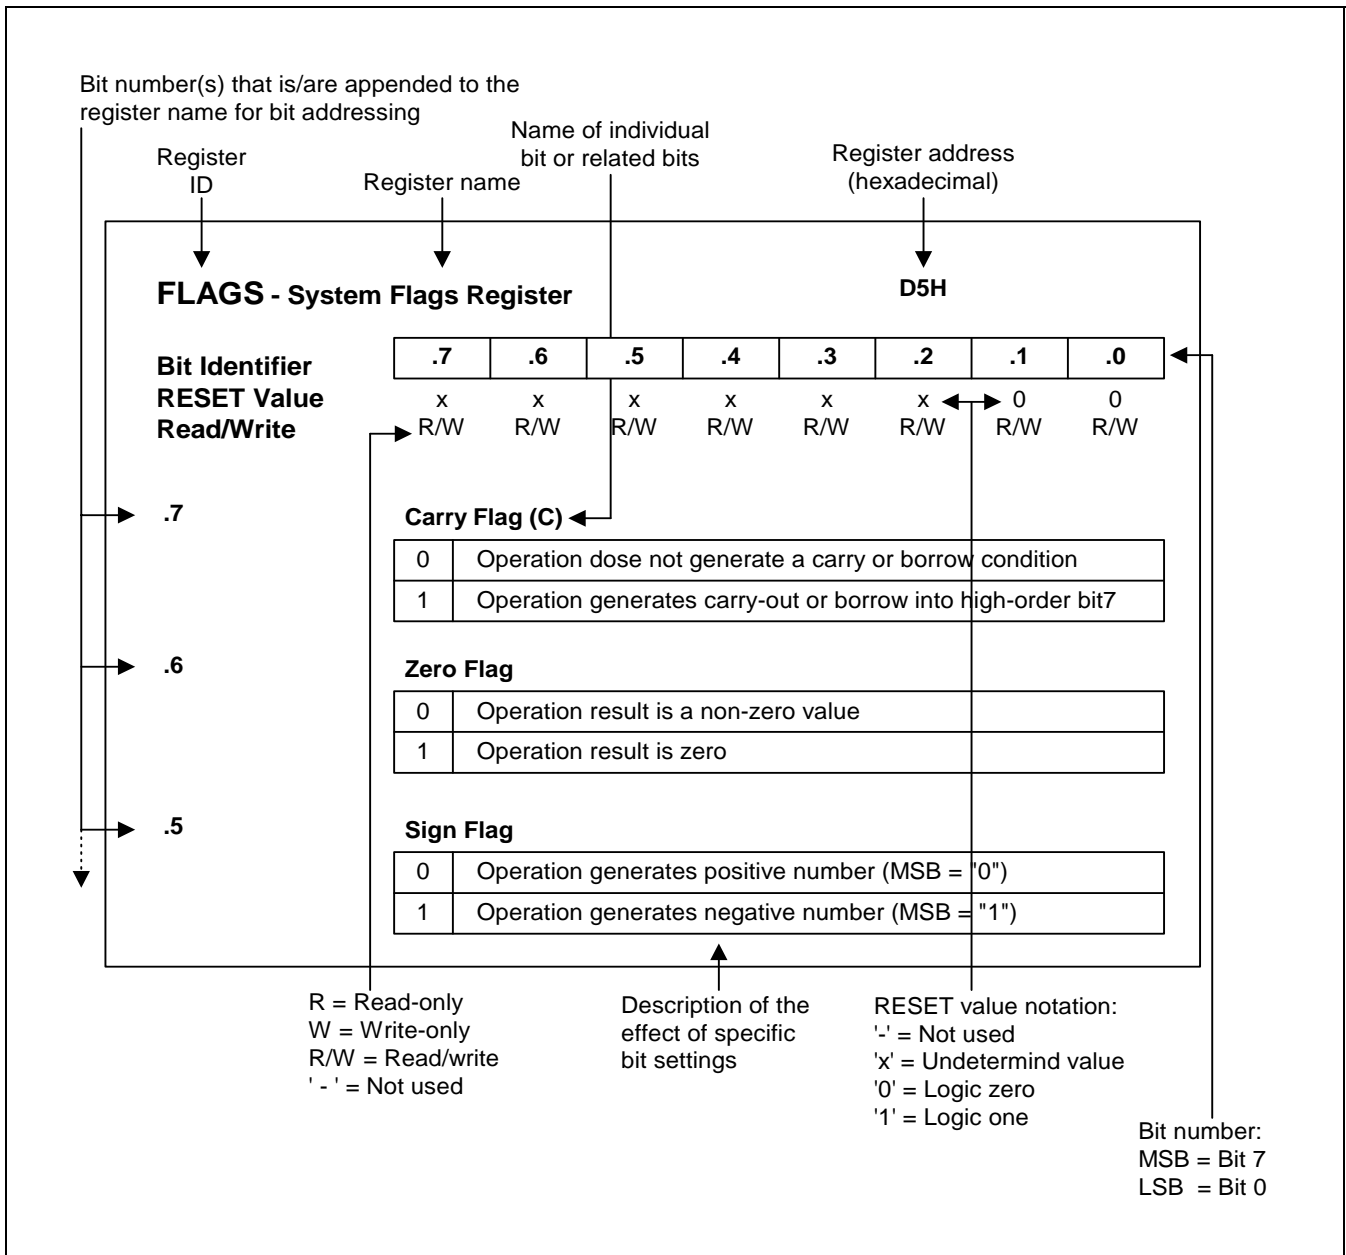 Bit number(s) that is/are appended to the
register name for bit addressing
Register
ID
Register name
Name of individual
bit or related bits
Register address
(hexadecimal)
FLAGS - System Flags Register
D5H
Bit Identifier .7 .6 .5 .4 .3 .2 .1 .0
RESET Value x x x x x x 0 0
Read/Write R/W R/W R/W R/W R/W R/W R/W R/W
.7 Carry Flag (C)
0 Operation dose not generate a carry or borrow condition
1 Operation generates carry-out or borrow into high-order bit7
.6 Zero Flag
0 Operation result is a non-zero value
1 Operation result is zero
.5 Sign Flag
0 Operation generates positive number (MSB = "0")
1 Operation generates negative number (MSB = "1")
R = Read-only
W = Write-only
R/W = Read/write
' - ' = Not used
Description of the
effect of specific
bit settings
RESET value notation:
'-' = Not used
'x' = Undetermind value
'0' = Logic zero
'1' = Logic one
Bit number:
MSB = Bit 7
LSB = Bit 0